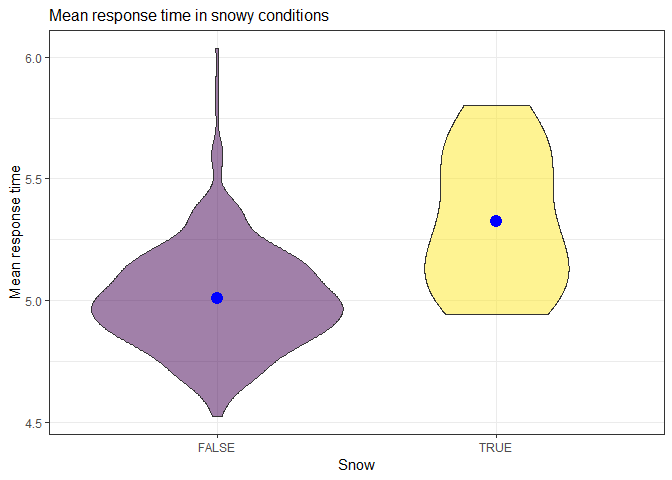 Mean response time in snowy conditions
Mean response time
6.0
5.5
5.0
4.5
FALSE
TRUE
Snow